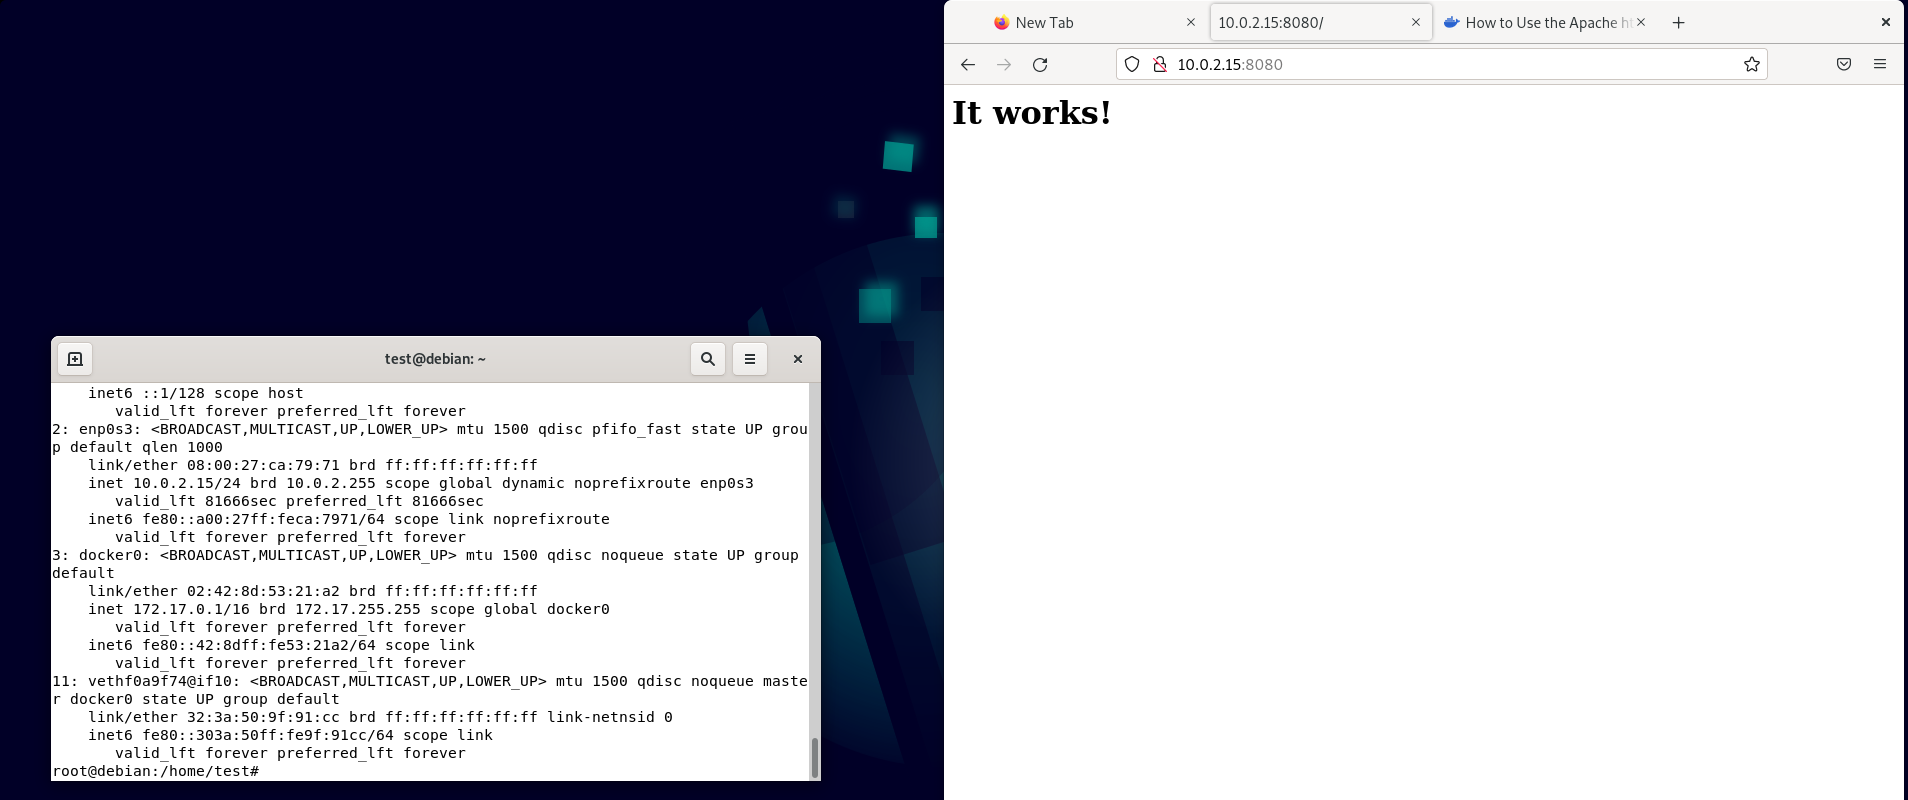 test@debian: ~
    inet6 ::1/128 scope host
       valid_lft forever preferred_lft forever
2: enp0s3: <BROADCAST,MULTICAST,UP,LOWER_UP> mtu 1500 qdisc pfifo_fast state UP grou
p default qlen 1000
    link/ether 08:00:27:ca:79:71 brd ff:ff:ff:ff:ff:ff
    inet 10.0.2.15/24 brd 10.0.2.255 scope global dynamic noprefixroute enp0s3
       valid_lft 81666sec preferred_lft 81666sec
    inet6 fe80::a00:27ff:feca:7971/64 scope link noprefixroute
       valid_lft forever preferred_lft forever
3: docker0: <BROADCAST,MULTICAST,UP,LOWER_UP> mtu 1500 qdisc noqueue state UP group
default
    link/ether 02:42:8d:53:21:a2 brd ff:ff:ff:ff:ff:ff
    inet 172.17.0.1/16 brd 172.17.255.255 scope global docker0
       valid_lft forever preferred_lft forever
    inet6 fe80::42:8dff:fe53:21a2/64 scope link
       valid_lft forever preferred_lft forever
11: vethf0a9f74@if10: <BROADCAST,MULTICAST,UP,LOWER_UP> mtu 1500 qdisc noqueue maste
r docker0 state UP group default
    link/ether 32:3a:50:9f:91:cc brd ff:ff:ff:ff:ff:ff link-netnsid 0
    inet6 fe80::303a:50ff:fe9f:91cc/64 scope link
       valid_lft forever preferred_lft forever
root@debian:/home/test#
New Tab
10.0.2.15:8080/
How to Use the Apache ht
10.0.2.15:8080
It works!